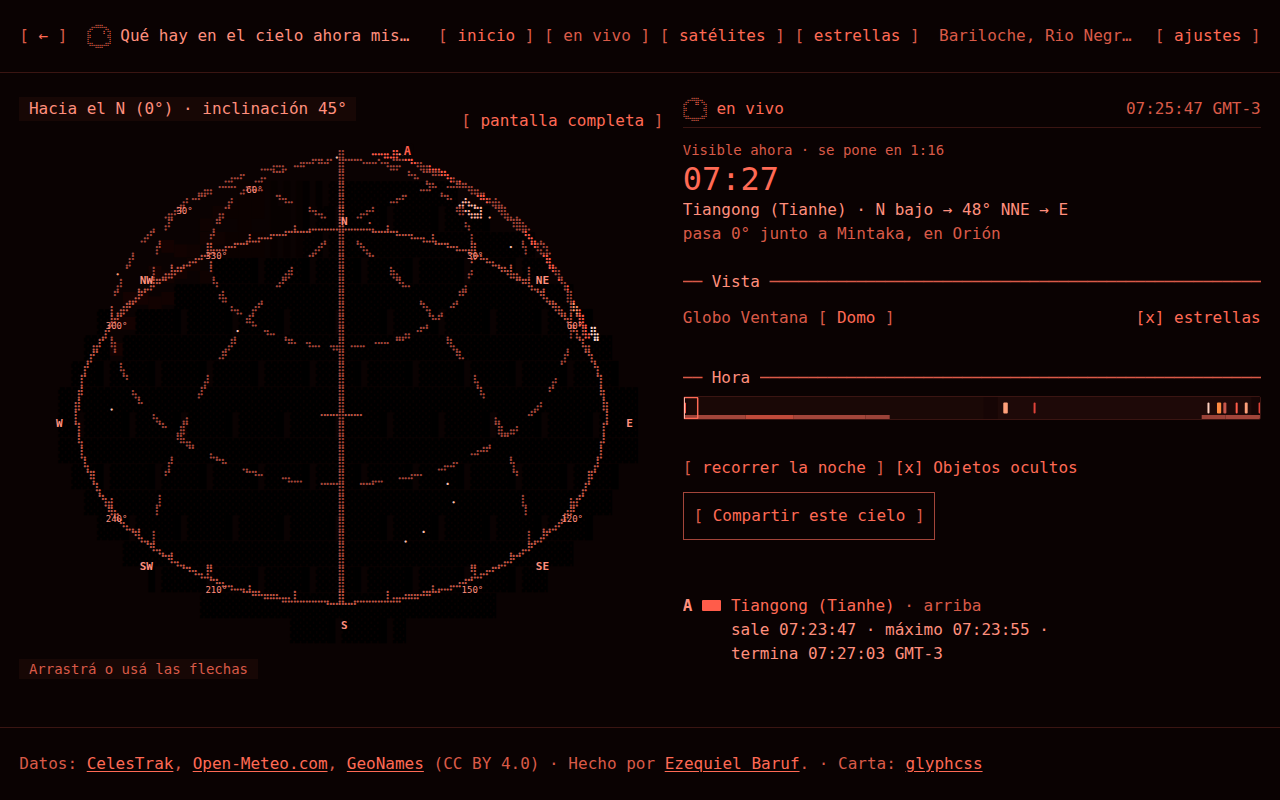 [ ← ] Qué hay en el cielo ahora mis… [ inicio ] [ en vivo ] [ satélites ] [ estrellas ] Bariloche, Rio Negr… [ ajustes ]
Hacia el N (0°) · inclinación 45°
[ pantalla completa ]
A
60°
30°
N
330°
30°
NW
NE
300°
60°
W
E
240°
120°
SW
SE
210°
150°
S
Arrastrá o usá las flechas
en vivo 07:25:47 GMT-3
Visible ahora · se pone en 1:16
07:27
Tiangong (Tianhe) · N bajo → 48° NNE → E
pasa 0° junto a Mintaka, en Orión
Vista
Globo Ventana [ Domo ] [x] estrellas
Hora
[ recorrer la noche ] [x] Objetos ocultos
[ Compartir este cielo ]
A Tiangong (Tianhe) · arriba
sale 07:23:47 · máximo 07:23:55 ·
termina 07:27:03 GMT-3
Datos: CelesTrak, Open-Meteo.com, GeoNames (CC BY 4.0) · Hecho por Ezequiel Baruf. · Carta: glyphcss